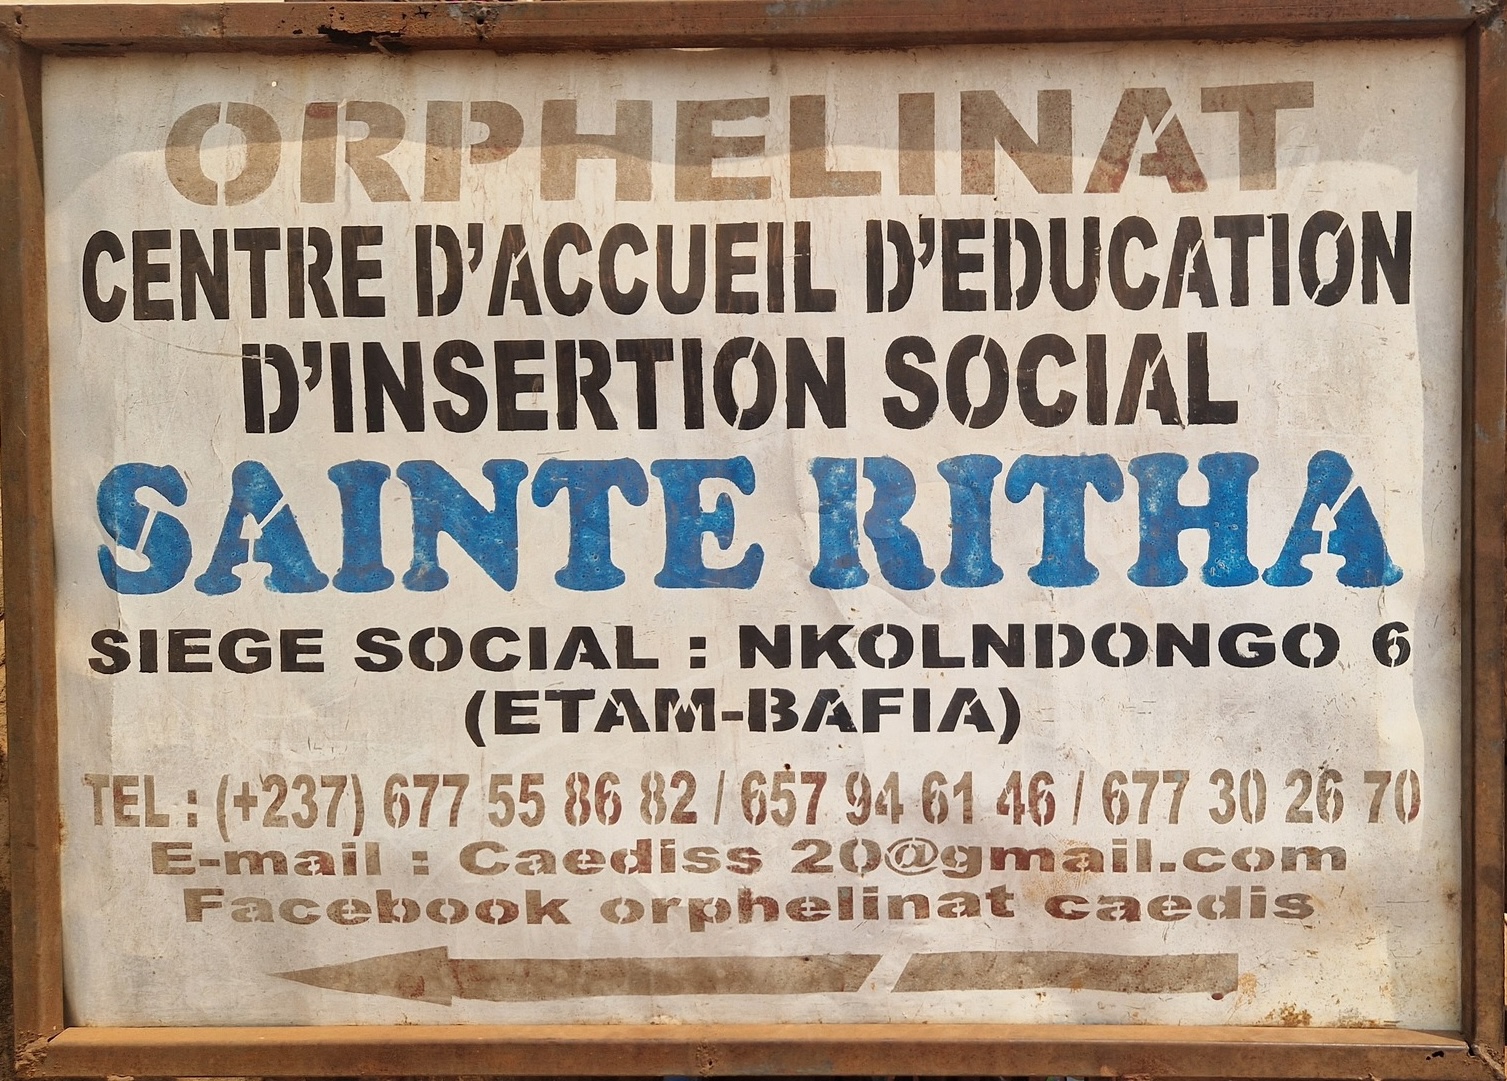 ORPHELINAT
CENTRE D'ACCUEIL D'EDUCATION
D'INSERTION SOCIAL
SAINTE RITHA
SIEGE SOCIAL : NKOLNDONGO 6
(ETAM-BAFIA)
TEL : (+237) 677 55 86 82 / 657 94 61 46 / 677 30 26 70
E-mail : Caediss 20@gmail.com
Facebook orphelinat caedis